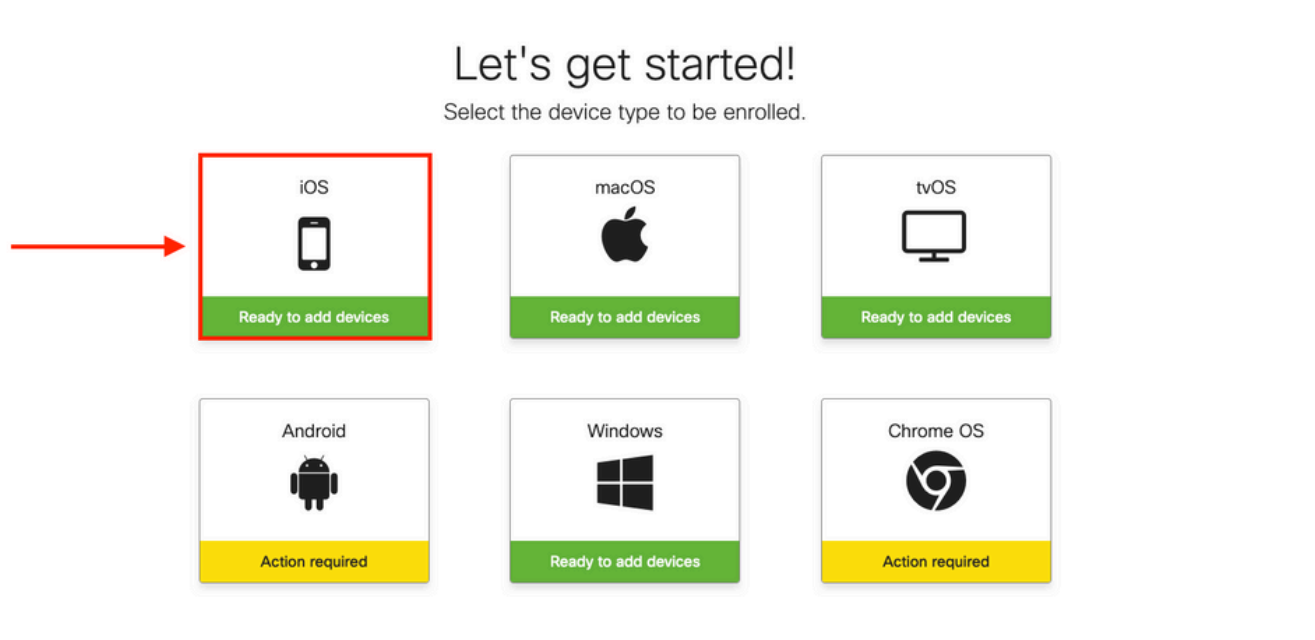 Let's get started!
Select the device type to be enrolled.
iOS
macOS
tvOS
Ready to add devices
Ready to add devices
Ready to add devices
Android
Windows
Chrome OS
Action required
Ready to add devices
Action required